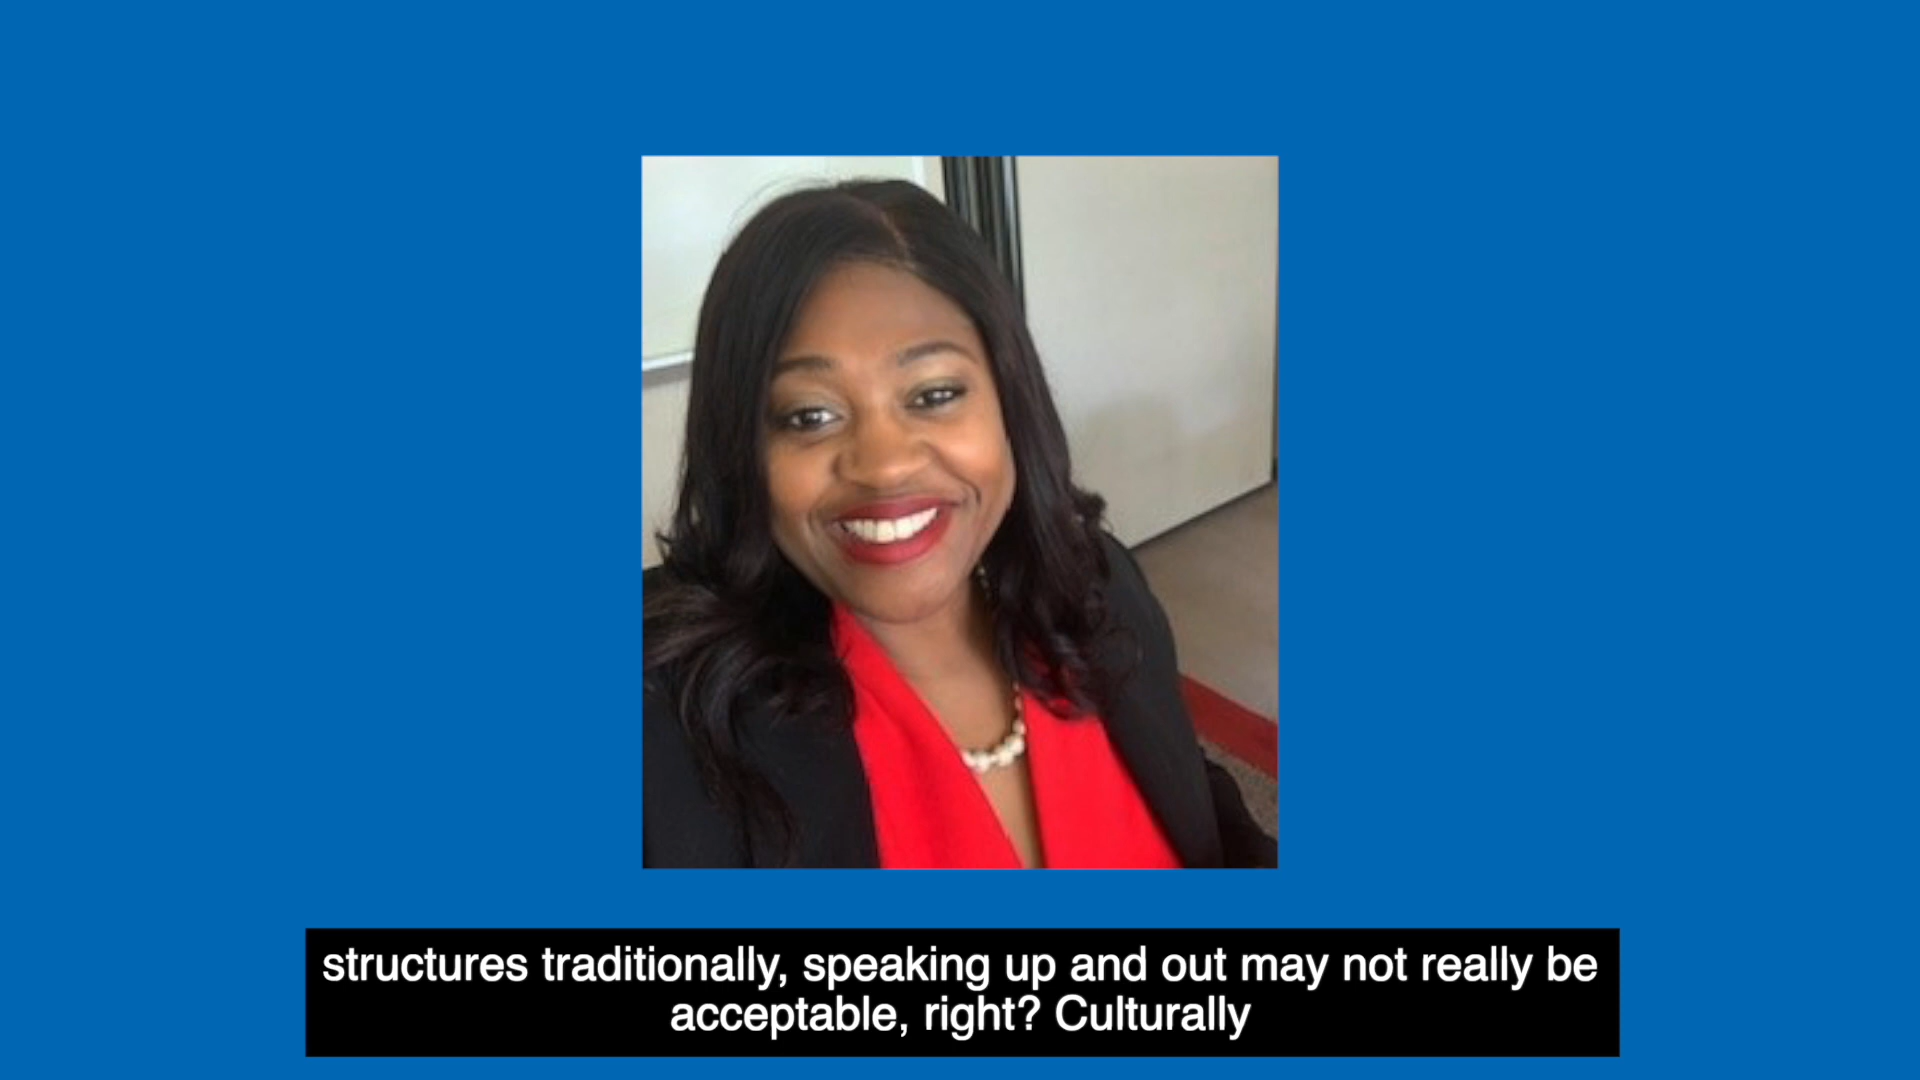 structures traditionally, speaking up and out may not really be
acceptable, right? Culturally